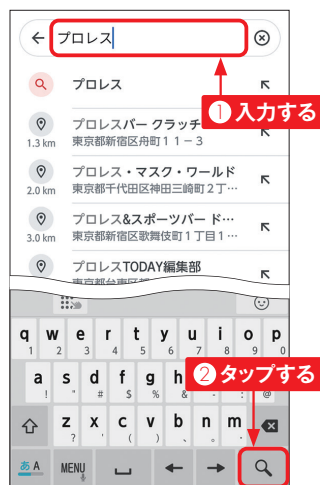 プロレス
プロレス
① 入力する
プロレスバー クラッチ
1.3 km 東京都新宿区舟町11-3
プロレス・マスク・ワールド
2.0 km 東京都千代田区神田三崎町2丁…
プロレス&スポーツバー ド…
3.0 km 東京都新宿区歌舞伎町1丁目1…
プロレスTODAY編集部
q w e r t y u i o p
1 2 3 4 5 6 7 8 9 0
a s d f g h
! " # $ % & @
② タップする
z x c v b n m
? ' ( ) 、 。
あA MENU